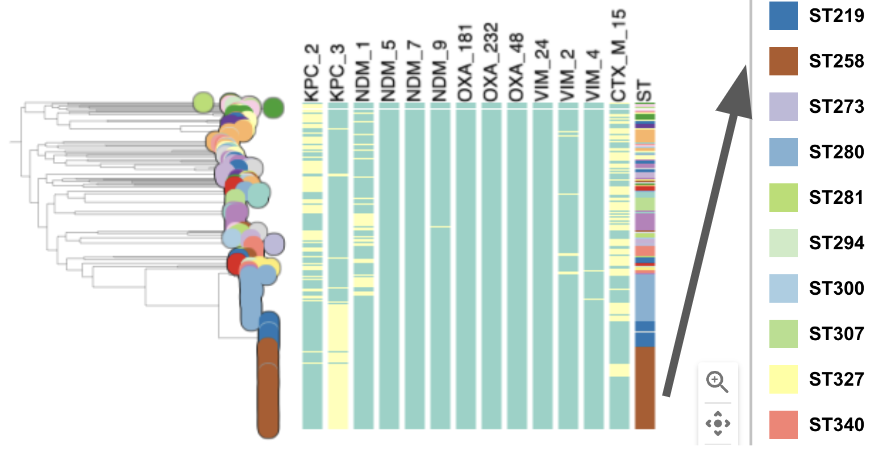 KPC_2
KPC_3
NDM_1
NDM_5
NDM_7
NDM_9
OXA_181
OXA_232
OXA_48
VIM_24
VIM_2
VIM_4
CTX_M_15
ST
ST219
ST258
ST273
ST280
ST281
ST294
ST300
ST307
ST327
ST340